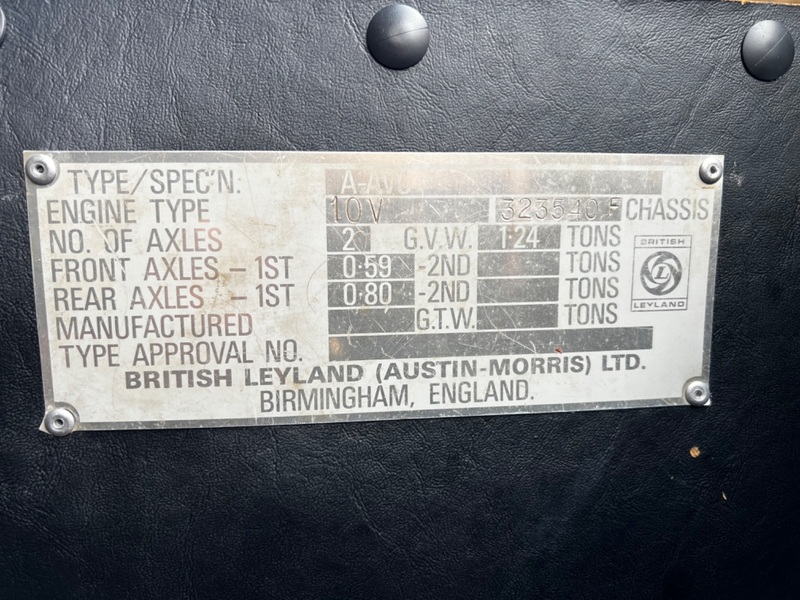 TYPE/SPEC'N:
ENGINE TYPE 10V 323540 F CHASSIS
NO. OF AXLES 2 G.V.W. 1·24 TONS
FRONT AXLES - 1ST 0·59 -2ND TONS
REAR AXLES - 1ST 0·80 -2ND TONS
MANUFACTURED G.T.W. TONS
TYPE APPROVAL NO.
BRITISH LEYLAND (AUSTIN-MORRIS) LTD.
BIRMINGHAM, ENGLAND.
BRITISH
LEYLAND